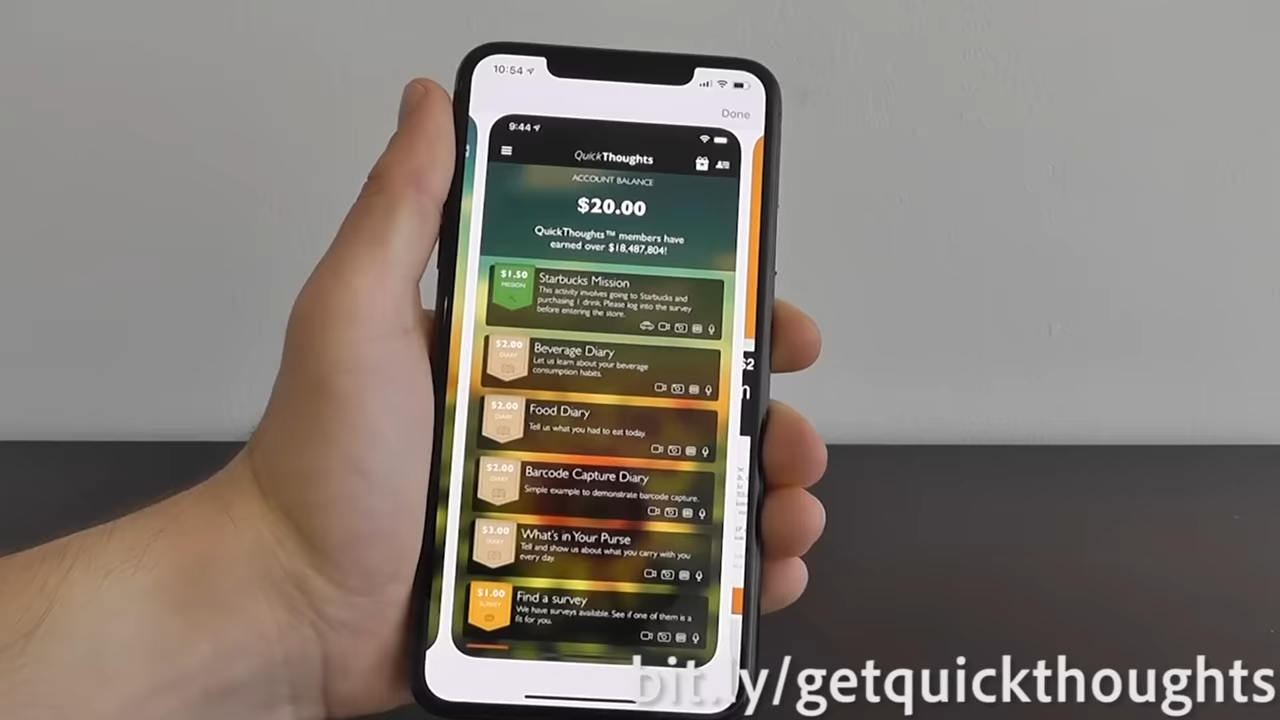 10:54
Done
9:44
QuickThoughts
ACCOUNT BALANCE
$20.00
QuickThoughts™ members have
earned over $18,487,804!
$1.50
MISSION
Starbucks Mission
This activity involves going to Starbucks and
purchasing 1 drink. Please log into the survey
before entering the store.
$2.00
DIARY
Beverage Diary
Let us learn about your beverage
consumption habits.
$2.00
DIARY
Food Diary
Tell us what you had to eat today.
$2.00
DIARY
Barcode Capture Diary
Simple example to demonstrate barcode capture.
$3.00
DIARY
What's in Your Purse
Tell and show us about what you carry with you
every day.
$1.00
SURVEY
Find a survey
We have surveys available. See if one of them is a
fit for you.
$2
bit.ly/getquickthoughts